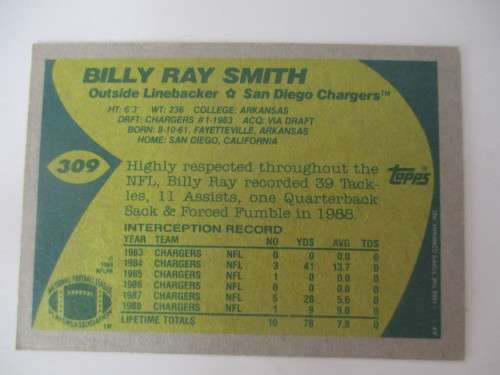 BILLY RAY SMITH
Outside Linebacker ✿ San Diego Chargers™
HT: 6'3" WT: 236 COLLEGE: ARKANSAS
DRFT: CHARGERS #1-1983 ACQ: VIA DRAFT
BORN: 8-10-61, FAYETTEVILLE, ARKANSAS
HOME: SAN DIEGO, CALIFORNIA
309
Highly respected throughout the
NFL, Billy Ray recorded 39 Tack-
les, 11 Assists, one Quarterback
Sack & Forced Fumble in 1988.
TOPPS
INTERCEPTION RECORD
YEAR TEAM NO YDS AVG TDS
1983 CHARGERS NFL 0 0 0.0 0
1984 CHARGERS NFL 3 41 13.7 0
1985 CHARGERS NFL 1 0 0.0 0
1986 CHARGERS NFL 0 0 0.0 0
1987 CHARGERS NFL 5 28 5.6 0
1988 CHARGERS NFL 1 9 9.0 0
LIFETIME TOTALS 10 78 7.8 0
NATIONAL FOOTBALL LEAGUE